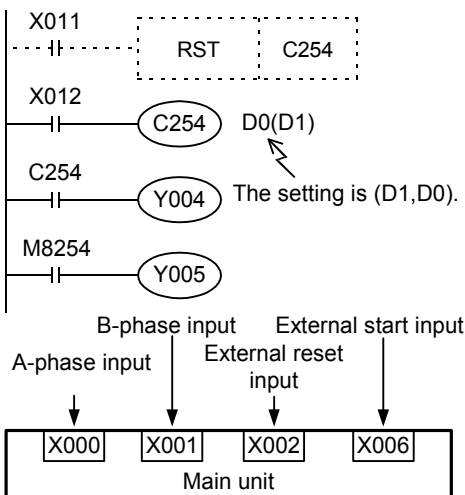 X011
RST C254
X012
C254 D0(D1)
C254
Y004 The setting is (D1,D0).
M8254
Y005
B-phase input External start input
A-phase input External reset
input
X000 X001 X002 X006
Main unit